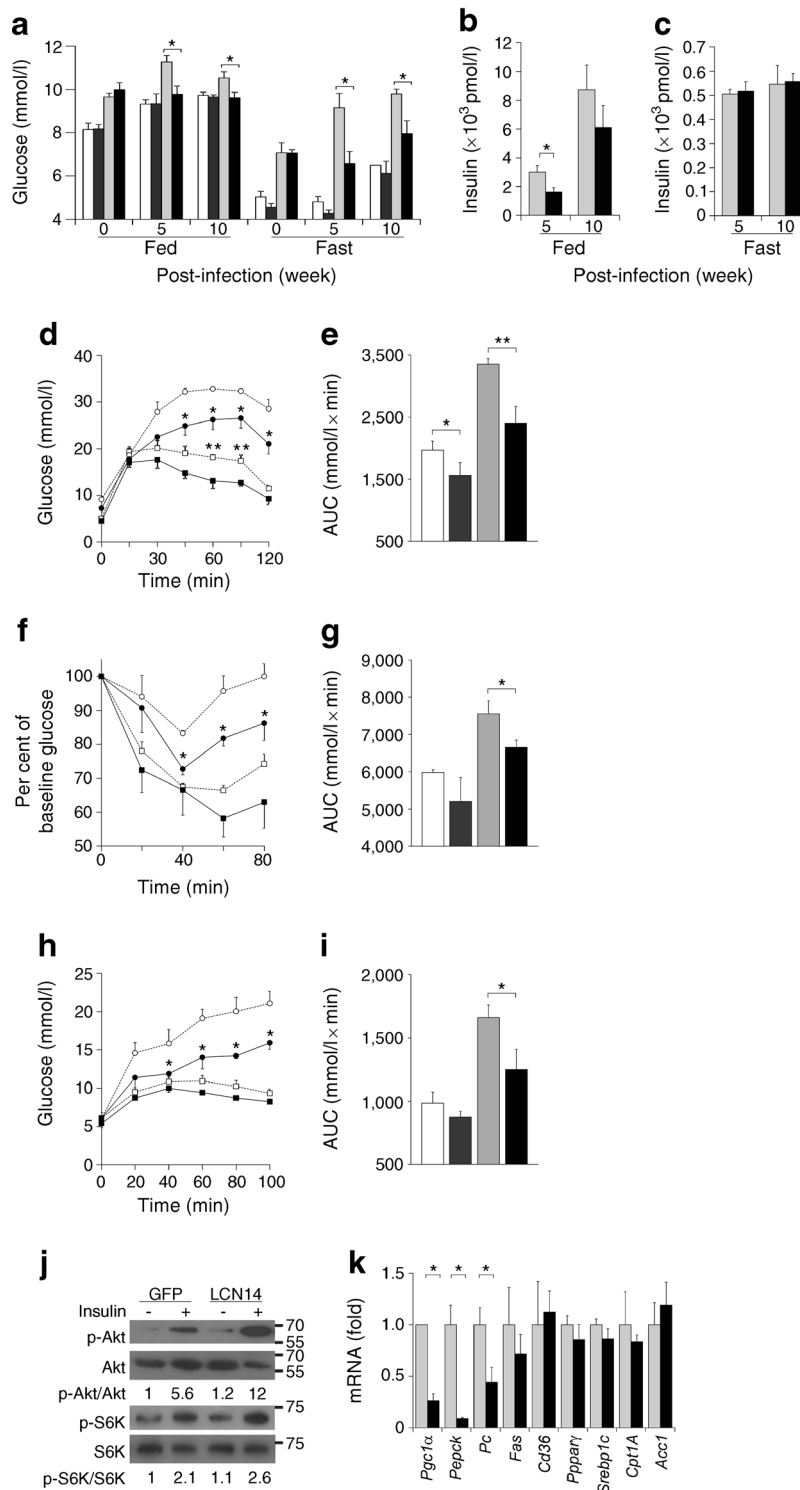 a
Glucose (mmol/l)
12
10
8
6
4
* * * *
0 5 10 0 5 10
Fed Fast
Post-infection (week)
b
Insulin (×10³ pmol/l)
12
10
8
6
4
2
0
*
5 10
Fed
c
Insulin (×10³ pmol/l)
0.7
0.6
0.5
0.4
0.3
0.2
0.1
0
5 10
Fast
Post-infection (week)
d
Glucose (mmol/l)
40
30
20
10
0
* * * *
** **
0 30 60 120
Time (min)
e
AUC (mmol/l×min)
3,500
2,500
1,500
500
* **
f
Per cent of
baseline glucose
100
90
80
70
60
50
* * *
0 40 60 80
Time (min)
g
AUC (mmol/l×min)
9,000
8,000
7,000
6,000
5,000
4,000
*
h
Glucose (mmol/l)
25
20
15
10
5
0
* * * *
0 20 40 60 80 100
Time (min)
i
AUC (mmol/l×min)
2,000
1,500
1,000
500
*
j
GFP LCN14
Insulin - + - +
p-Akt 70
55
Akt 70
55
p-Akt/Akt 1 5.6 1.2 12
p-S6K 75
S6K 75
p-S6K/S6K 1 2.1 1.1 2.6
k
mRNA (fold)
1.5
1.0
0.5
0
* * *
Pgc1α
Pepck
Pc
Fas
Cd36
Ppparγ
Srebp1c
Cpt1A
Acc1